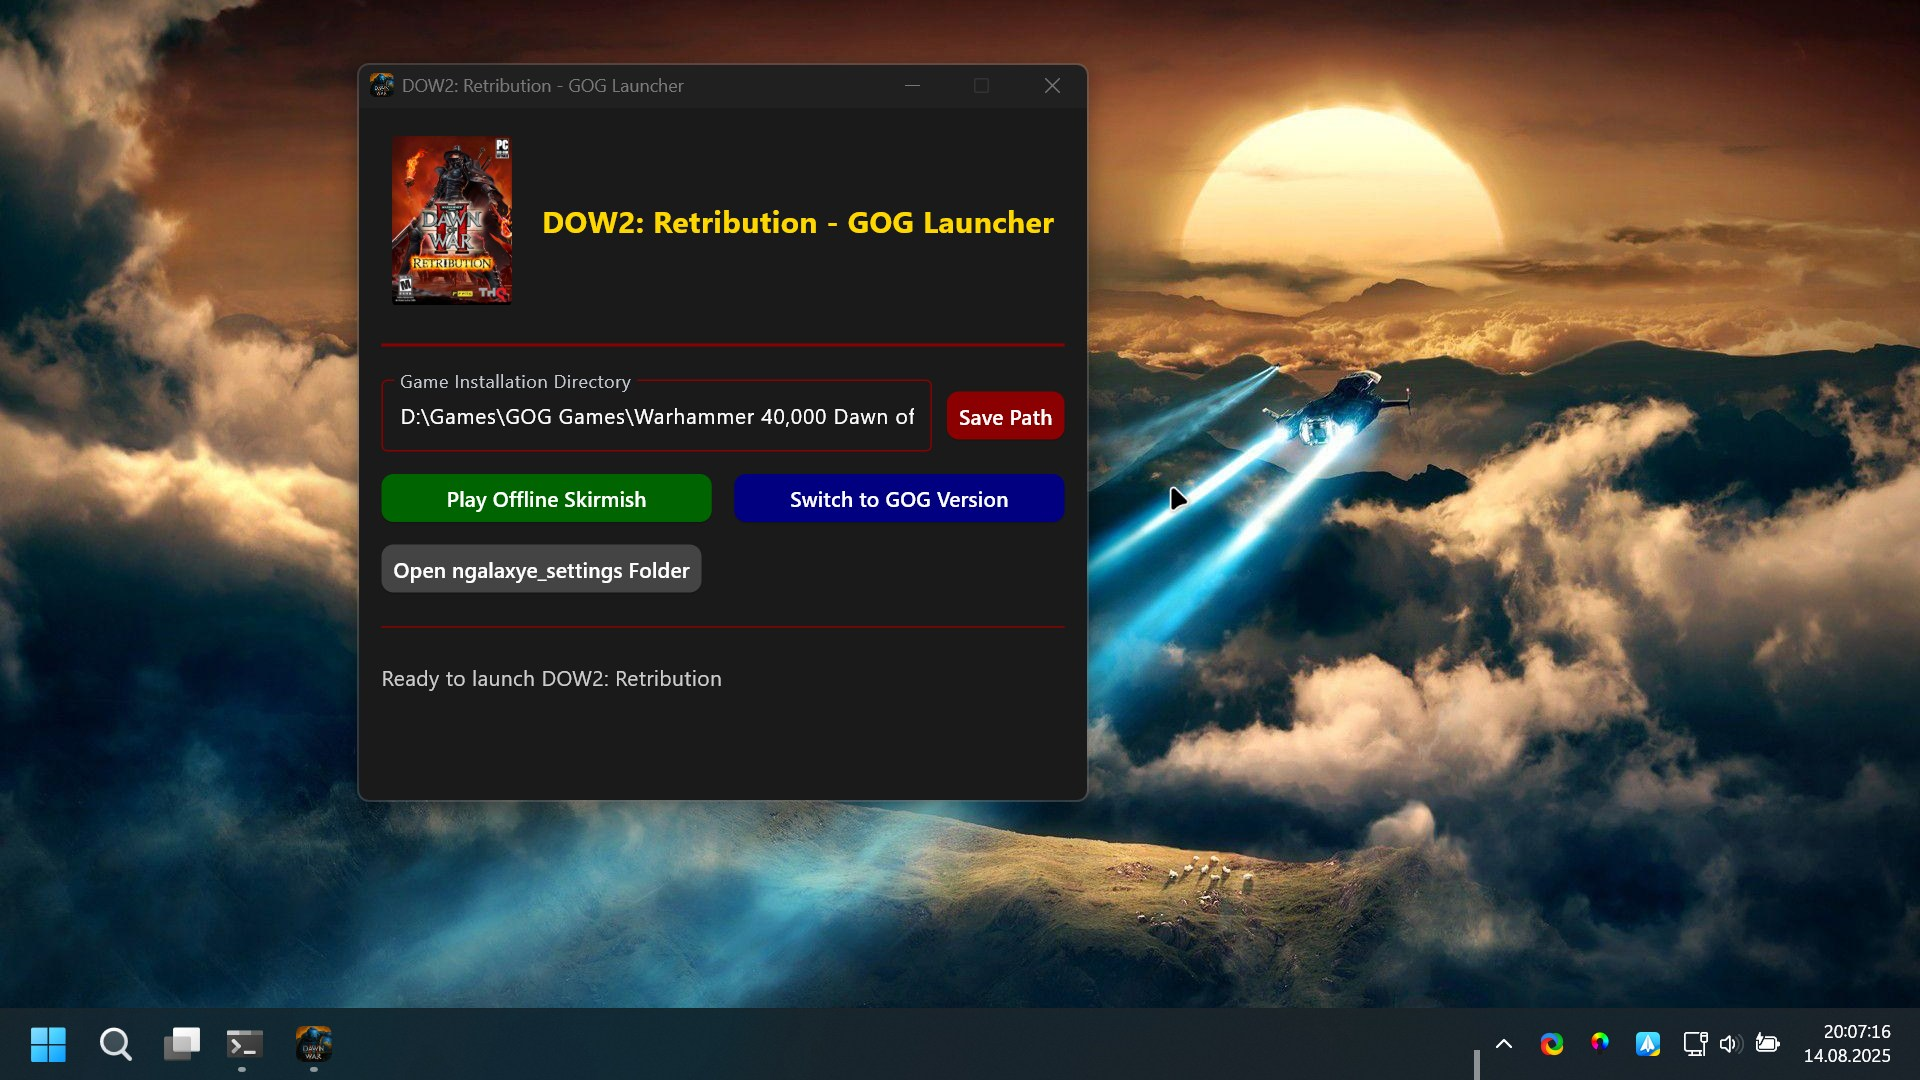 DOW2: Retribution - GOG Launcher
PC
DAWN
OF
WAR
II
RETRIBUTION
M
THQ
DOW2: Retribution - GOG Launcher
Game Installation Directory
D:\Games\GOG Games\Warhammer 40,000 Dawn of
Save Path
Play Offline Skirmish
Switch to GOG Version
Open ngalaxye_settings Folder
Ready to launch DOW2: Retribution
DAWN
WAR
20:07:16
14.08.2025